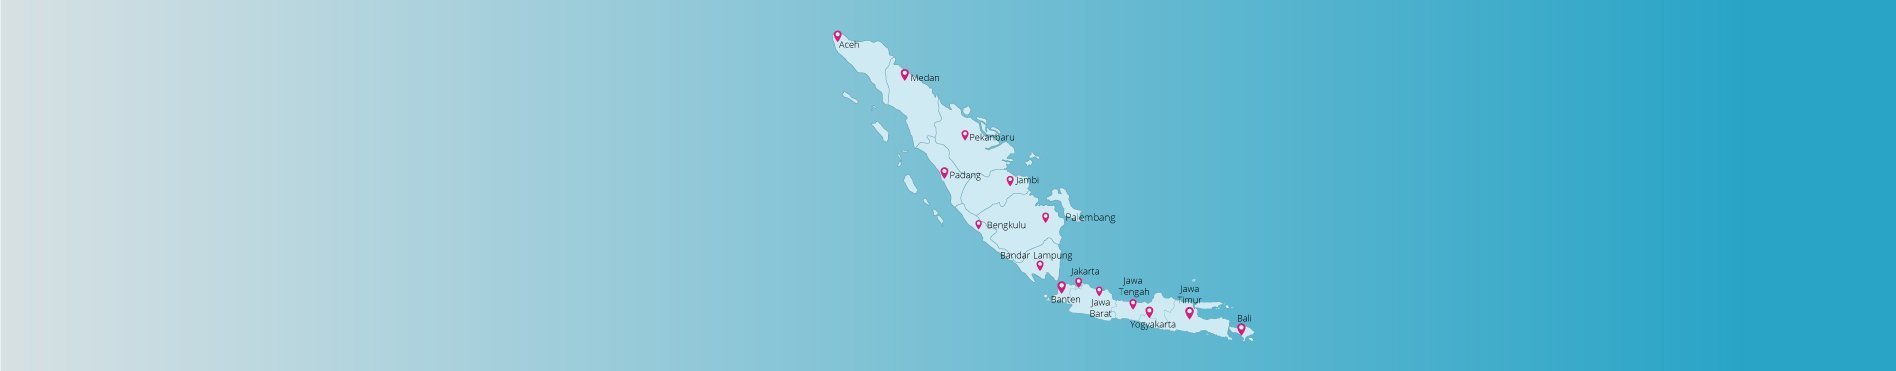 Aceh
Medan
Pekanbaru
Padang
Jambi
Palembang
Bengkulu
Bandar Lampung
Jakarta
Banten
Jawa
Barat
Jawa
Tengah
Yogyakarta
Jawa
Timur
Bali